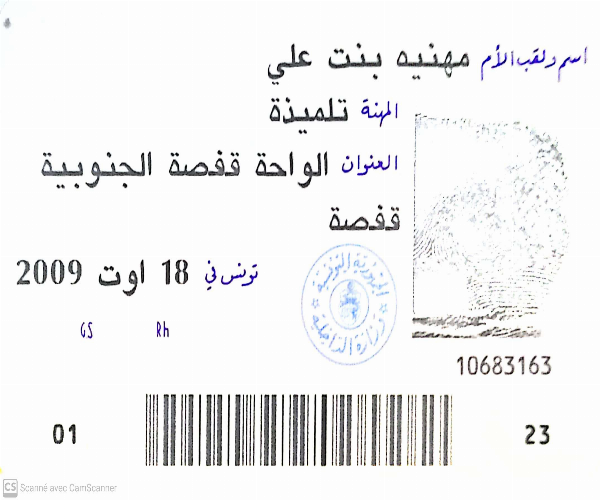 اسم ولقب الأم مهنيه بنت علي
المهنة تلميذة
العنوان الواحة قفصة الجنوبية
قفصة
تونس في 18 اوت 2009
GS Rh
الجمهورية التونسية
وزارة الداخلية
10683163
01 23
CS Scanné avec CamScanner